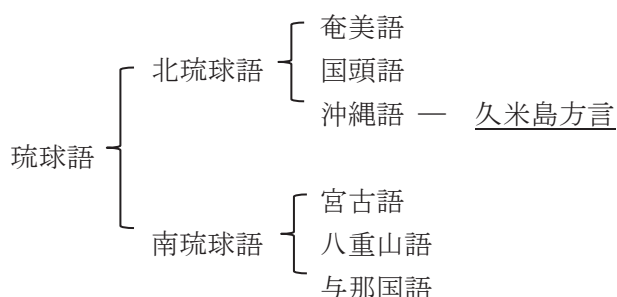 奄美語
北琉球語
国頭語
沖縄語 — 久米島方言
琉球語
宮古語
南琉球語
八重山語
与那国語